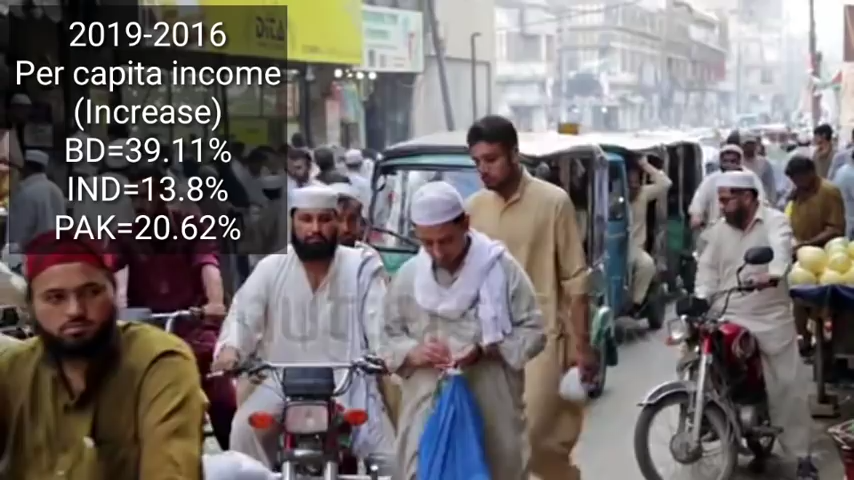 2019-2016
Per capita income
(Increase)
BD=39.11%
IND=13.8%
PAK=20.62%